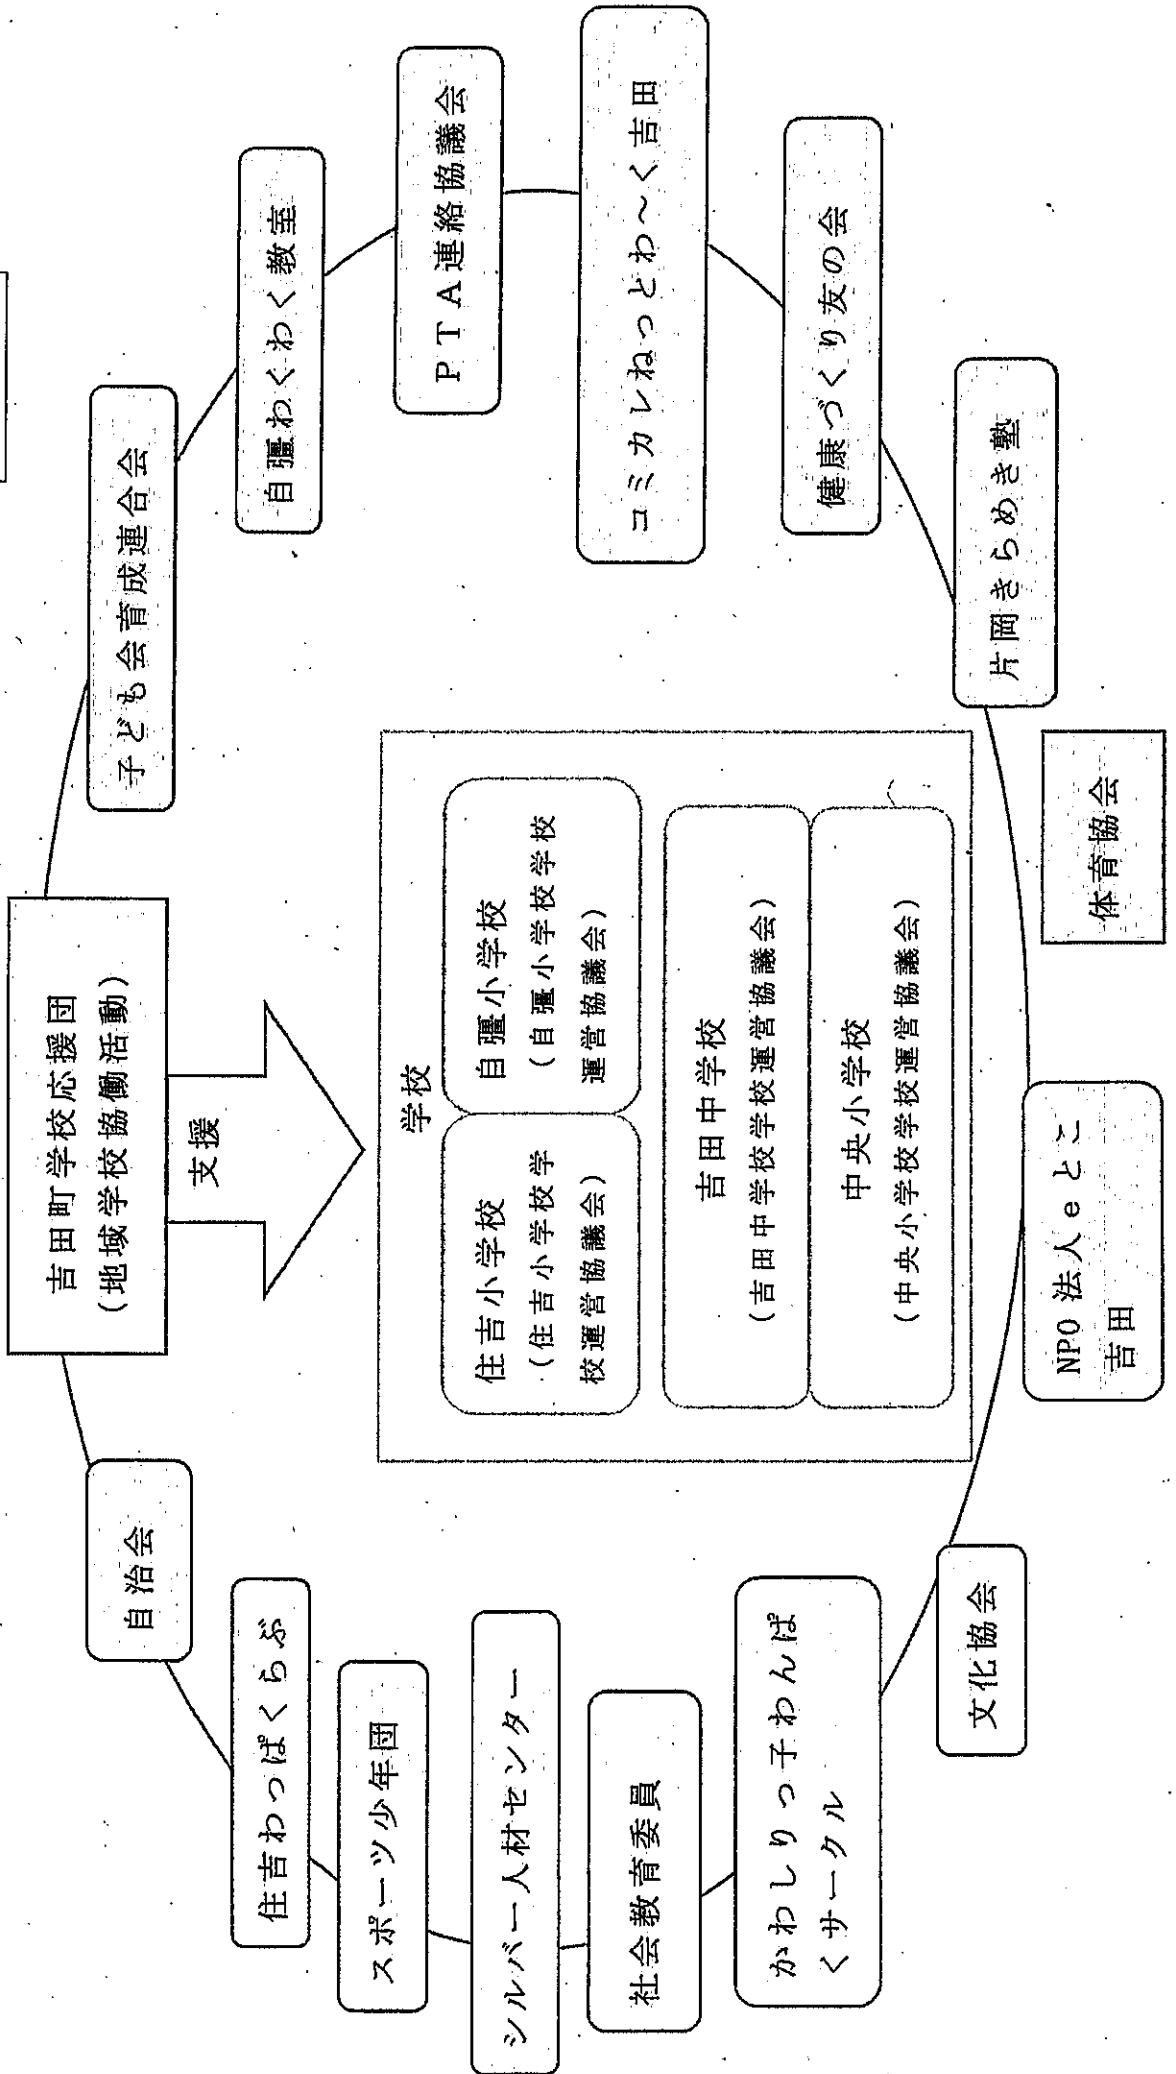 吉田町学校応援団
(地域学校協働活動)
支援
子ども会育成連合会
自彊わくわく教室
PTA連絡協議会
コミカレねっとわ~く吉田
健康づくり友の会
片岡きらめき塾
体育協会
NPO法人eとこ
吉田
文化協会
かわしりっ子わんぱ
くサークル
社会教育委員
シルバー人材センター
スポーツ少年団
住吉わっぱくらぶ
自治会
学校
住吉小学校
(住吉小学校学
校運営協議会)
自彊小学校
(自彊小学校学校
運営協議会)
吉田中学校
(吉田中学校学校運営協議会)
中央小学校
(中央小学校学校運営協議会)